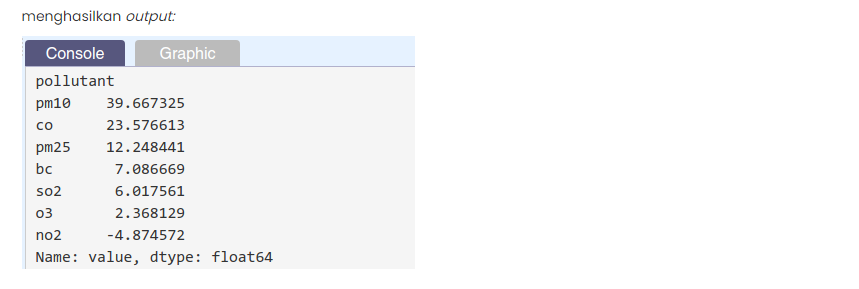 menghasilkan output:
Console Graphic
pollutant
pm10 39.667325
co 23.576613
pm25 12.248441
bc 7.086669
so2 6.017561
o3 2.368129
no2 -4.874572
Name: value, dtype: float64